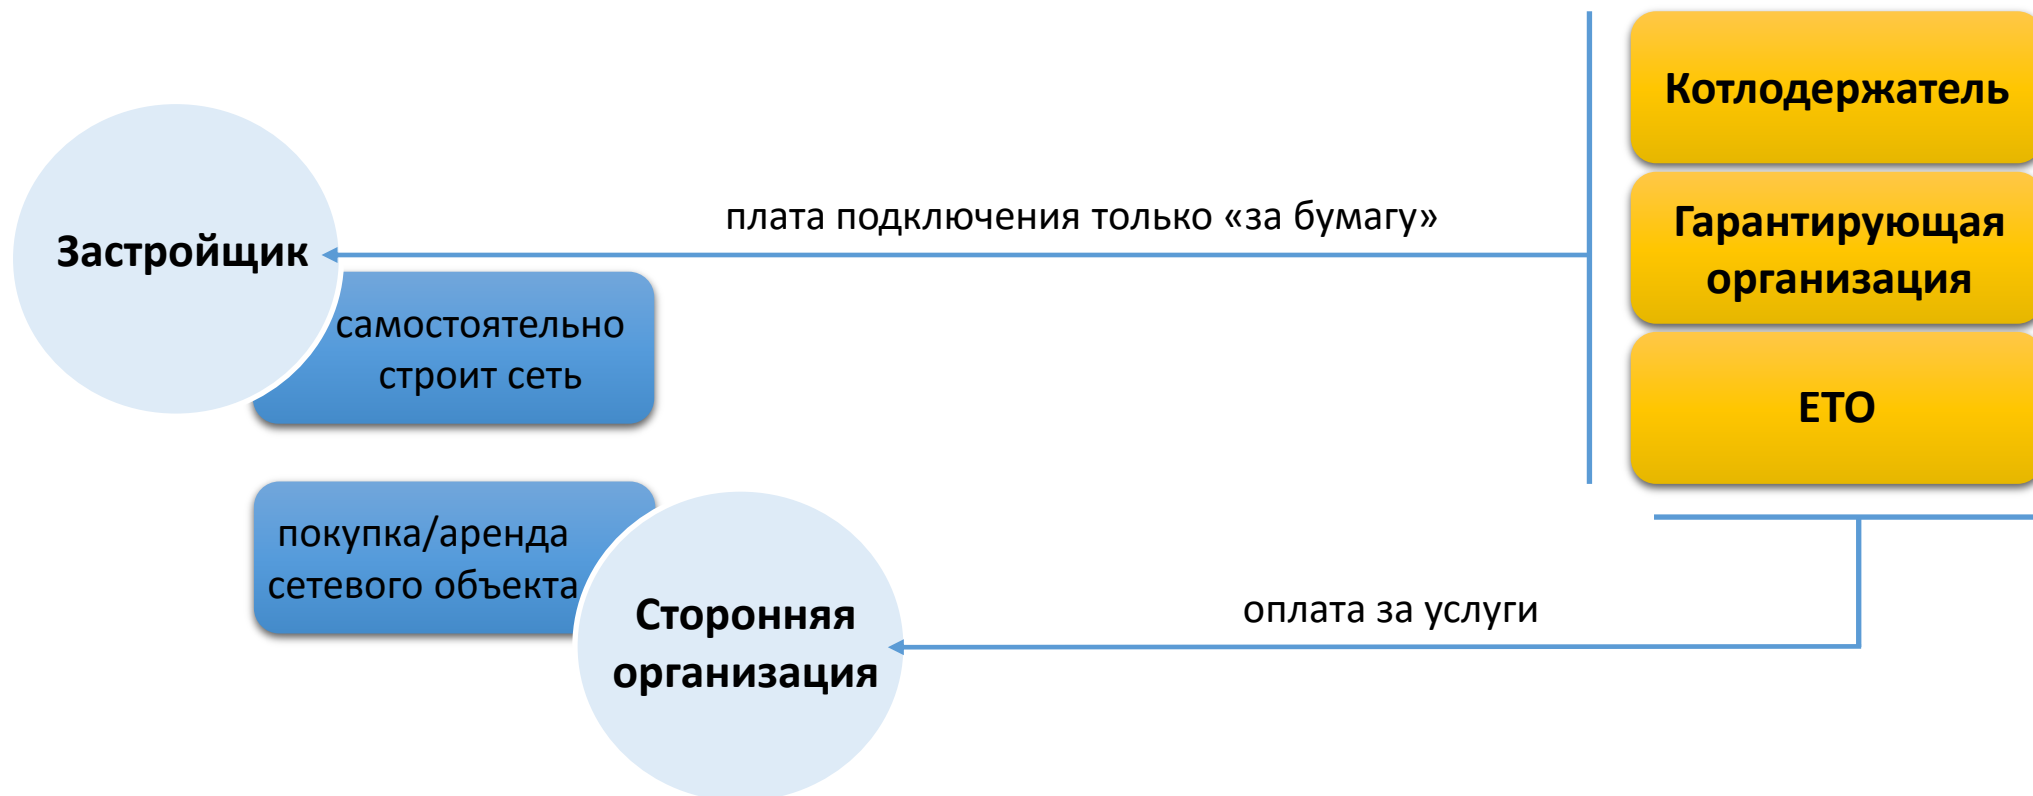 Котлодержатель
плата подключения только «за бумагу»
Гарантирующая
организация
Застройщик
самостоятельно
строит сеть
ЕТО
покупка/аренда
сетевого объекта
Сторонняя
организация
оплата за услуги